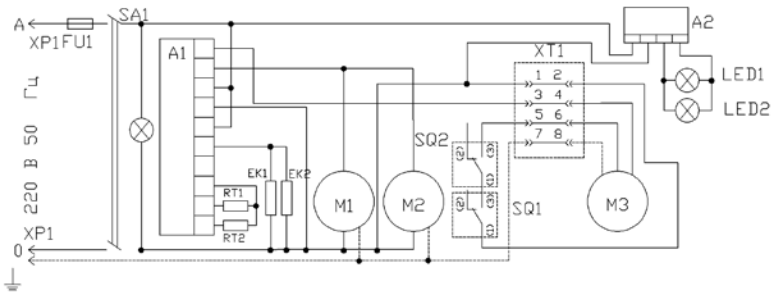 A
SA1
A2
XP1 FU1
A1
XT1
LED1
LED2
1 2
3 4
5 6
7 8
220 В 50 Гц
SQ2
(2)
(3)
(1)
EK1
EK2
RT1
RT2
M1
M2
(2)
(3)
(1)
SQ1
M3
XP1
0